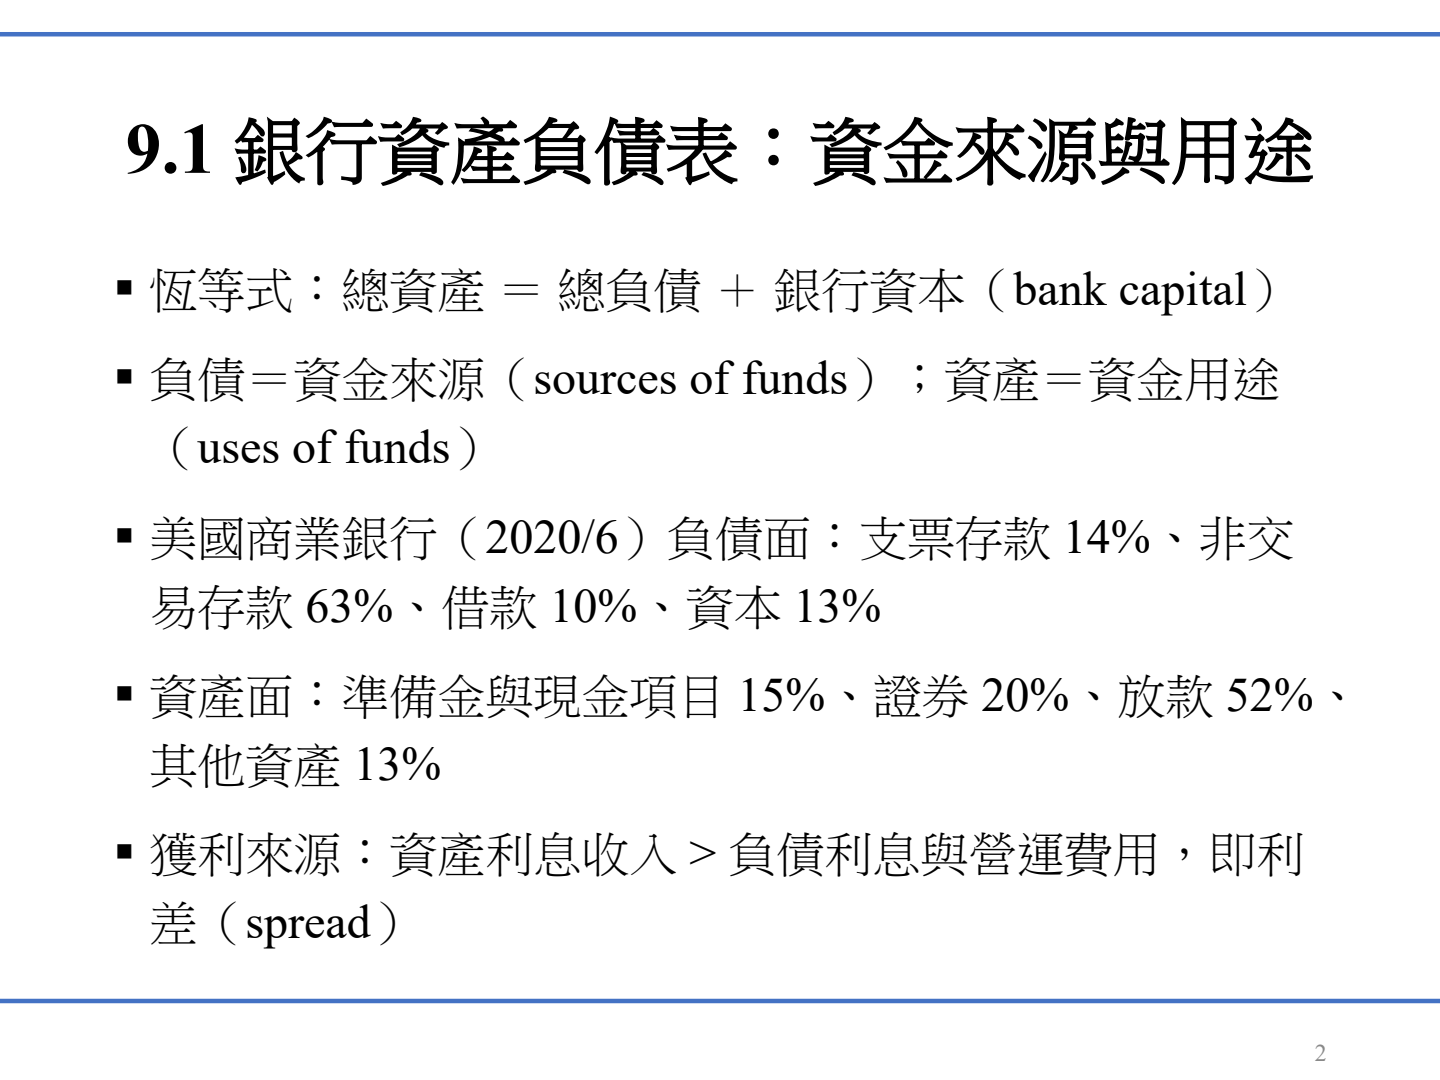 9.1 銀行資產負債表：資金來源與用途
▪ 恆等式：總資產 ＝ 總負債 ＋ 銀行資本（bank capital）
▪ 負債＝資金來源（sources of funds）；資產＝資金用途
（uses of funds）
▪ 美國商業銀行（2020/6）負債面：支票存款 14%、非交
易存款 63%、借款 10%、資本 13%
▪ 資產面：準備金與現金項目 15%、證券 20%、放款 52%、
其他資產 13%
▪ 獲利來源：資產利息收入 > 負債利息與營運費用，即利
差（spread）
2